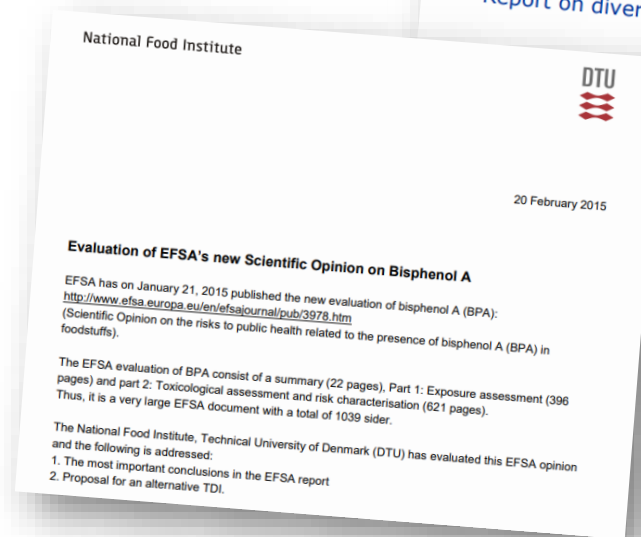 Report on diver
National Food Institute
DTU
20 February 2015
Evaluation of EFSA's new Scientific Opinion on Bisphenol A
EFSA has on January 21, 2015 published the new evaluation of bisphenol A (BPA):
http://www.efsa.europa.eu/en/efsajournal/pub/3978.htm
(Scientific Opinion on the risks to public health related to the presence of bisphenol A (BPA) in
foodstuffs).
The EFSA evaluation of BPA consist of a summary (22 pages), Part 1: Exposure assessment (396
pages) and part 2: Toxicological assessment and risk characterisation (621 pages).
Thus, it is a very large EFSA document with a total of 1039 sider.
The National Food Institute, Technical University of Denmark (DTU) has evaluated this EFSA opinion
and the following is addressed:
1. The most important conclusions in the EFSA report
2. Proposal for an alternative TDI.